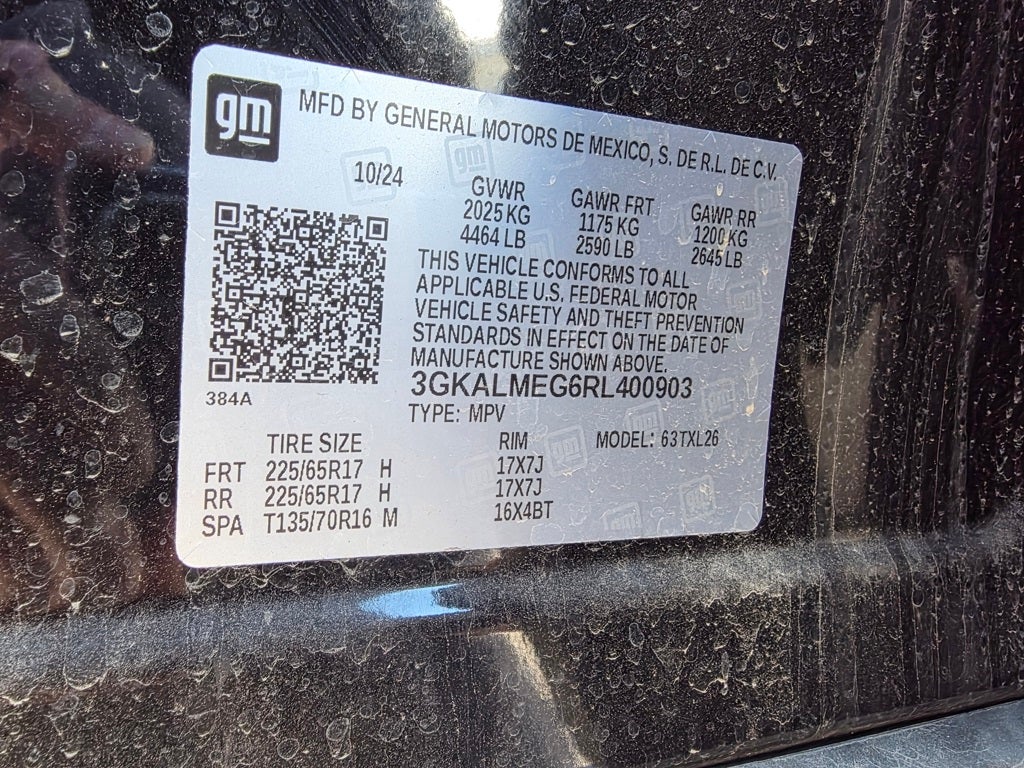 gm MFD BY GENERAL MOTORS DE MEXICO, S. DE R.L. DE C.V.
10/24 GVWR GAWR FRT GAWR RR
2025 KG 1175 KG 1200 KG
4464 LB 2590 LB 2645 LB
THIS VEHICLE CONFORMS TO ALL
APPLICABLE U.S. FEDERAL MOTOR
VEHICLE SAFETY AND THEFT PREVENTION
STANDARDS IN EFFECT ON THE DATE OF
MANUFACTURE SHOWN ABOVE.
3GKALMEG6RL400903
384A
TYPE: MPV
TIRE SIZE RIM MODEL: 63TXL26
FRT 225/65R17 H 17X7J
RR 225/65R17 H 17X7J
SPA T135/70R16 M 16X4BT